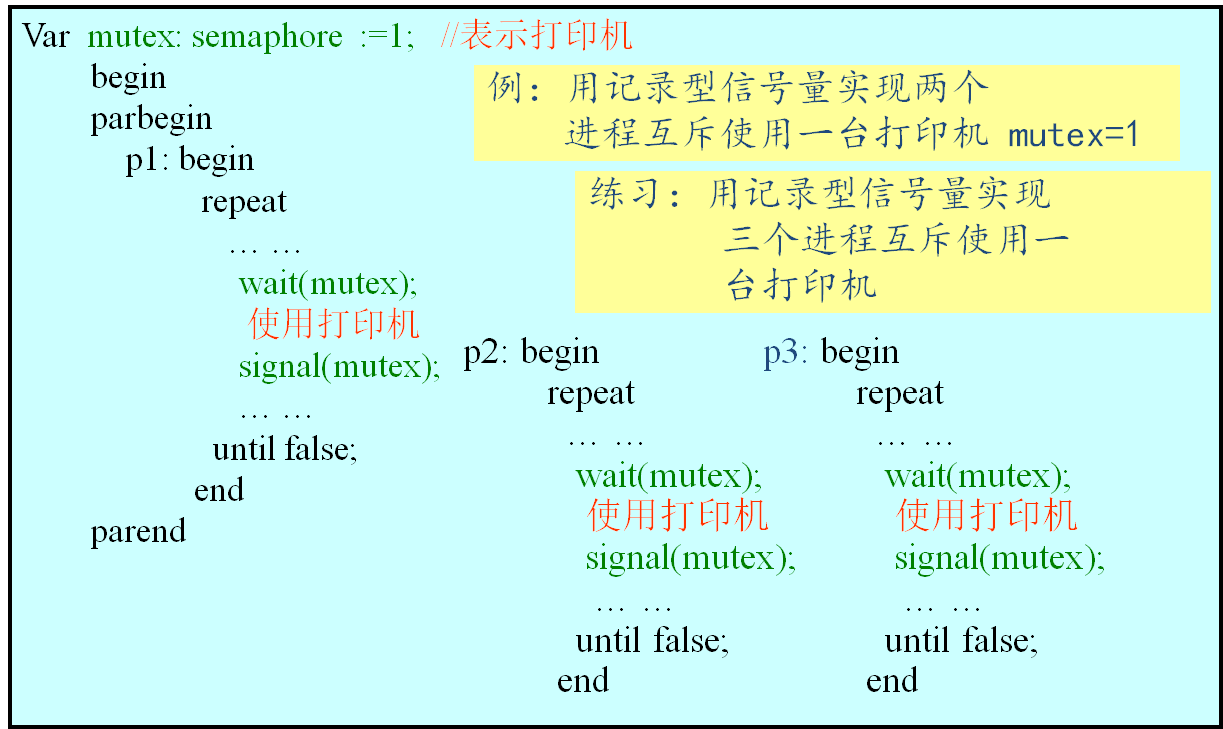 Var mutex: semaphore :=1; //表示打印机
begin
parbegin
p1: begin
repeat
… …
wait(mutex);
使用打印机
signal(mutex);
… …
until false;
end
parend
例：用记录型信号量实现两个
进程互斥使用一台打印机 mutex=1
练习：用记录型信号量实现
三个进程互斥使用一
台打印机
p2: begin
repeat
… …
wait(mutex);
使用打印机
signal(mutex);
… …
until false;
end
p3: begin
repeat
… …
wait(mutex);
使用打印机
signal(mutex);
… …
until false;
end